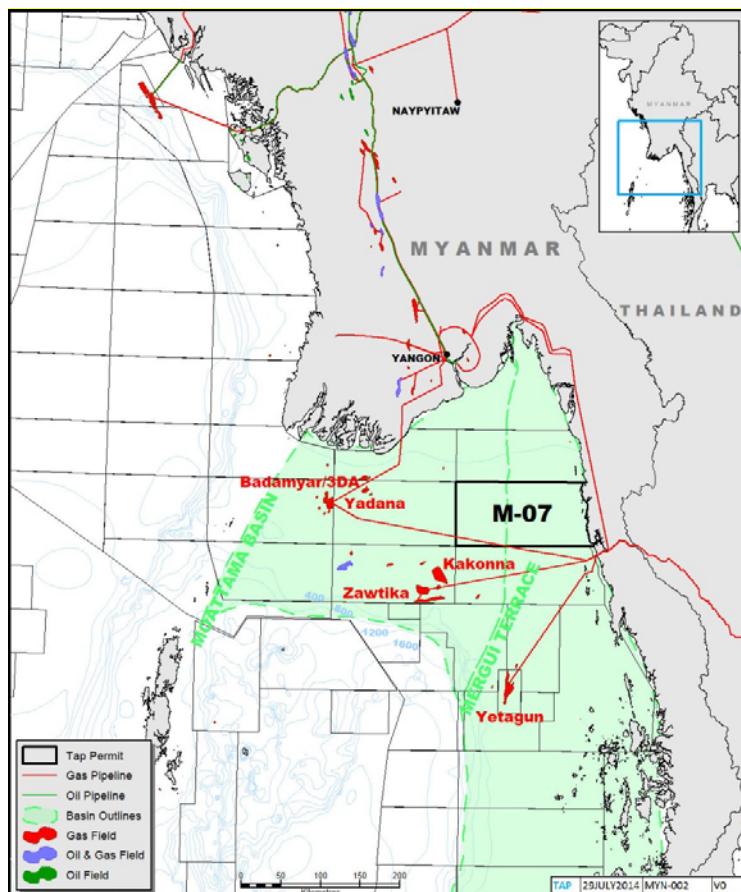 MYANMAR
NAYPYITAW
MYANMAR
THAILAND
YANGON
Badamyar/3DA
Yadana
M-07
MOATTAMA BASIN
Kakonna
Zawtika
MERGUI TERRACE
400
800
1200
1600
Yetagun
Tap Permit
Gas Pipeline
Oil Pipeline
Basin Outlines
Gas Field
Oil & Gas Field
Oil Field
0 50 100 150 200
Kilometres
TAP 29JULY2014 MYN-002 V0